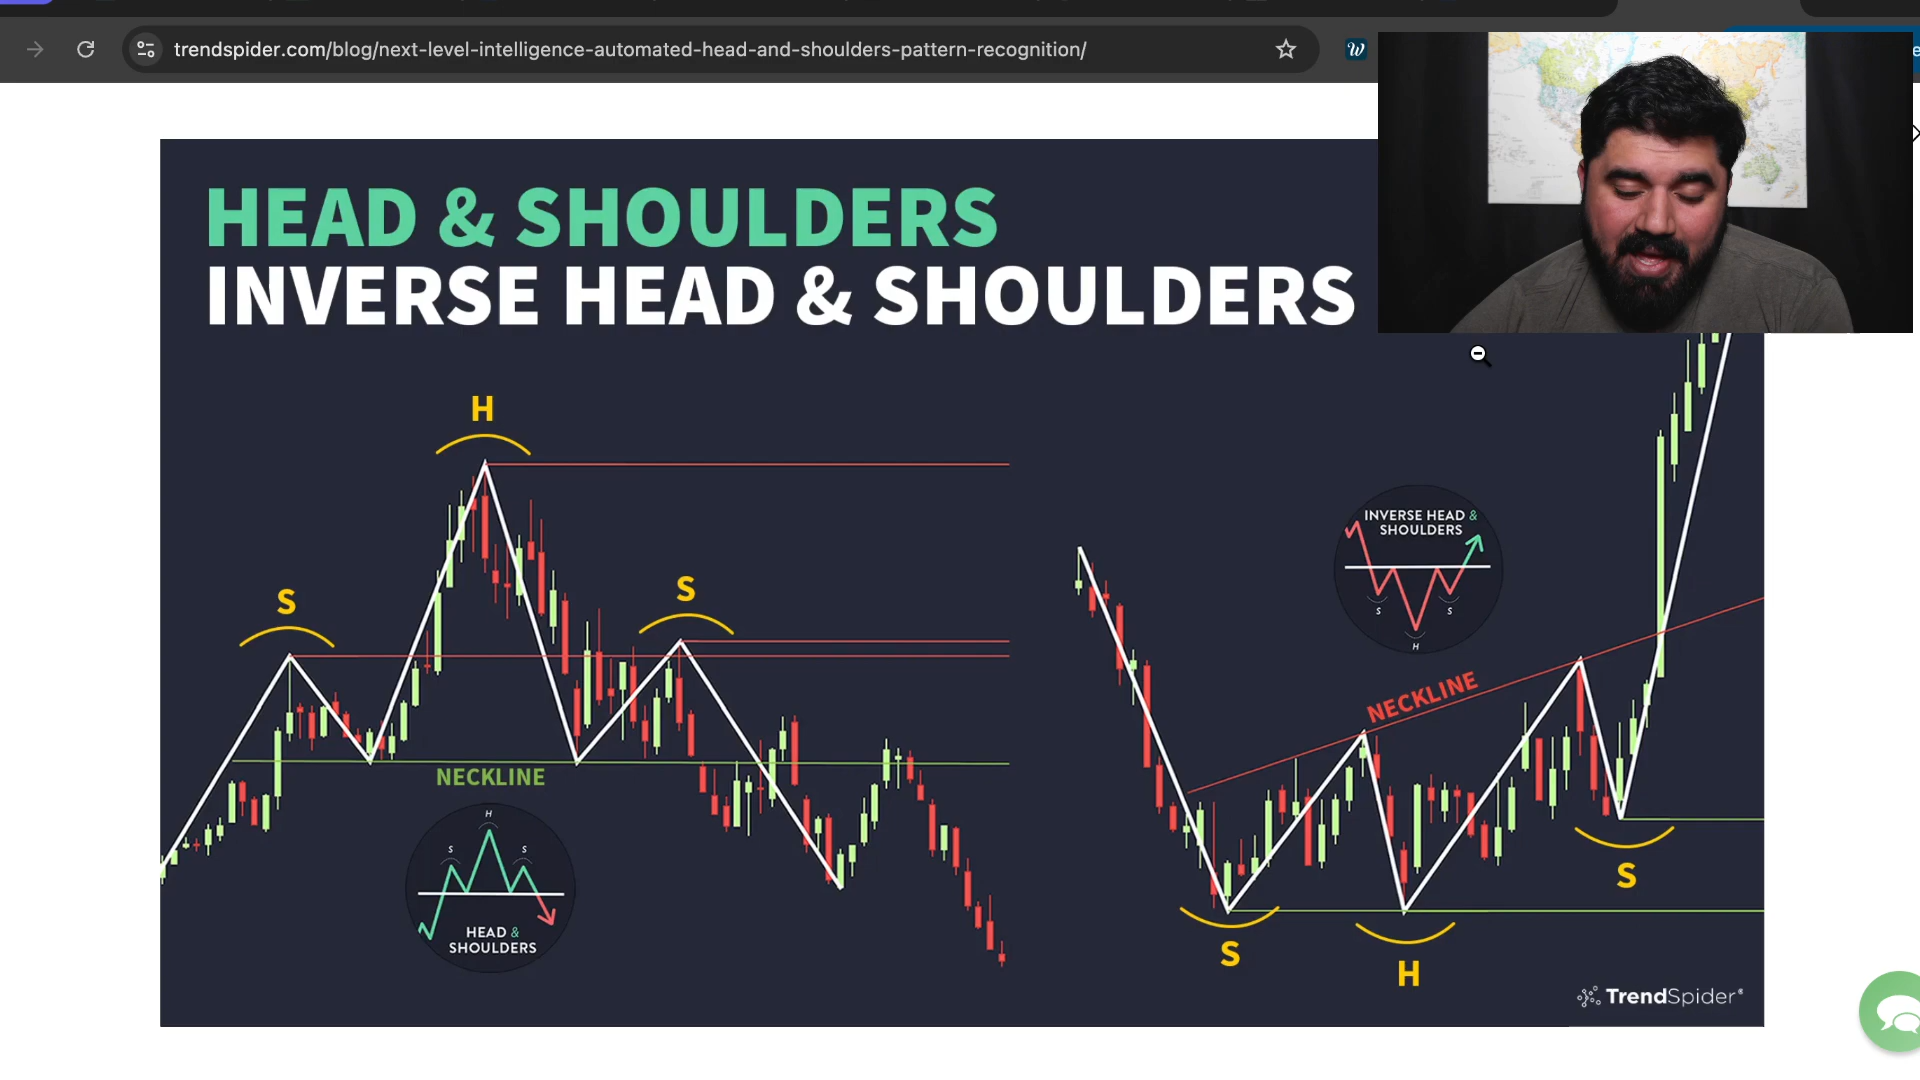 trendspider.com/blog/next-level-intelligence-automated-head-and-shoulders-pattern-recognition/
HEAD & SHOULDERS
INVERSE HEAD & SHOULDERS
H
S
S
NECKLINE
H
S
S
HEAD &
SHOULDERS
INVERSE HEAD &
SHOULDERS
S
S
H
NECKLINE
S
S
H
TrendSpider